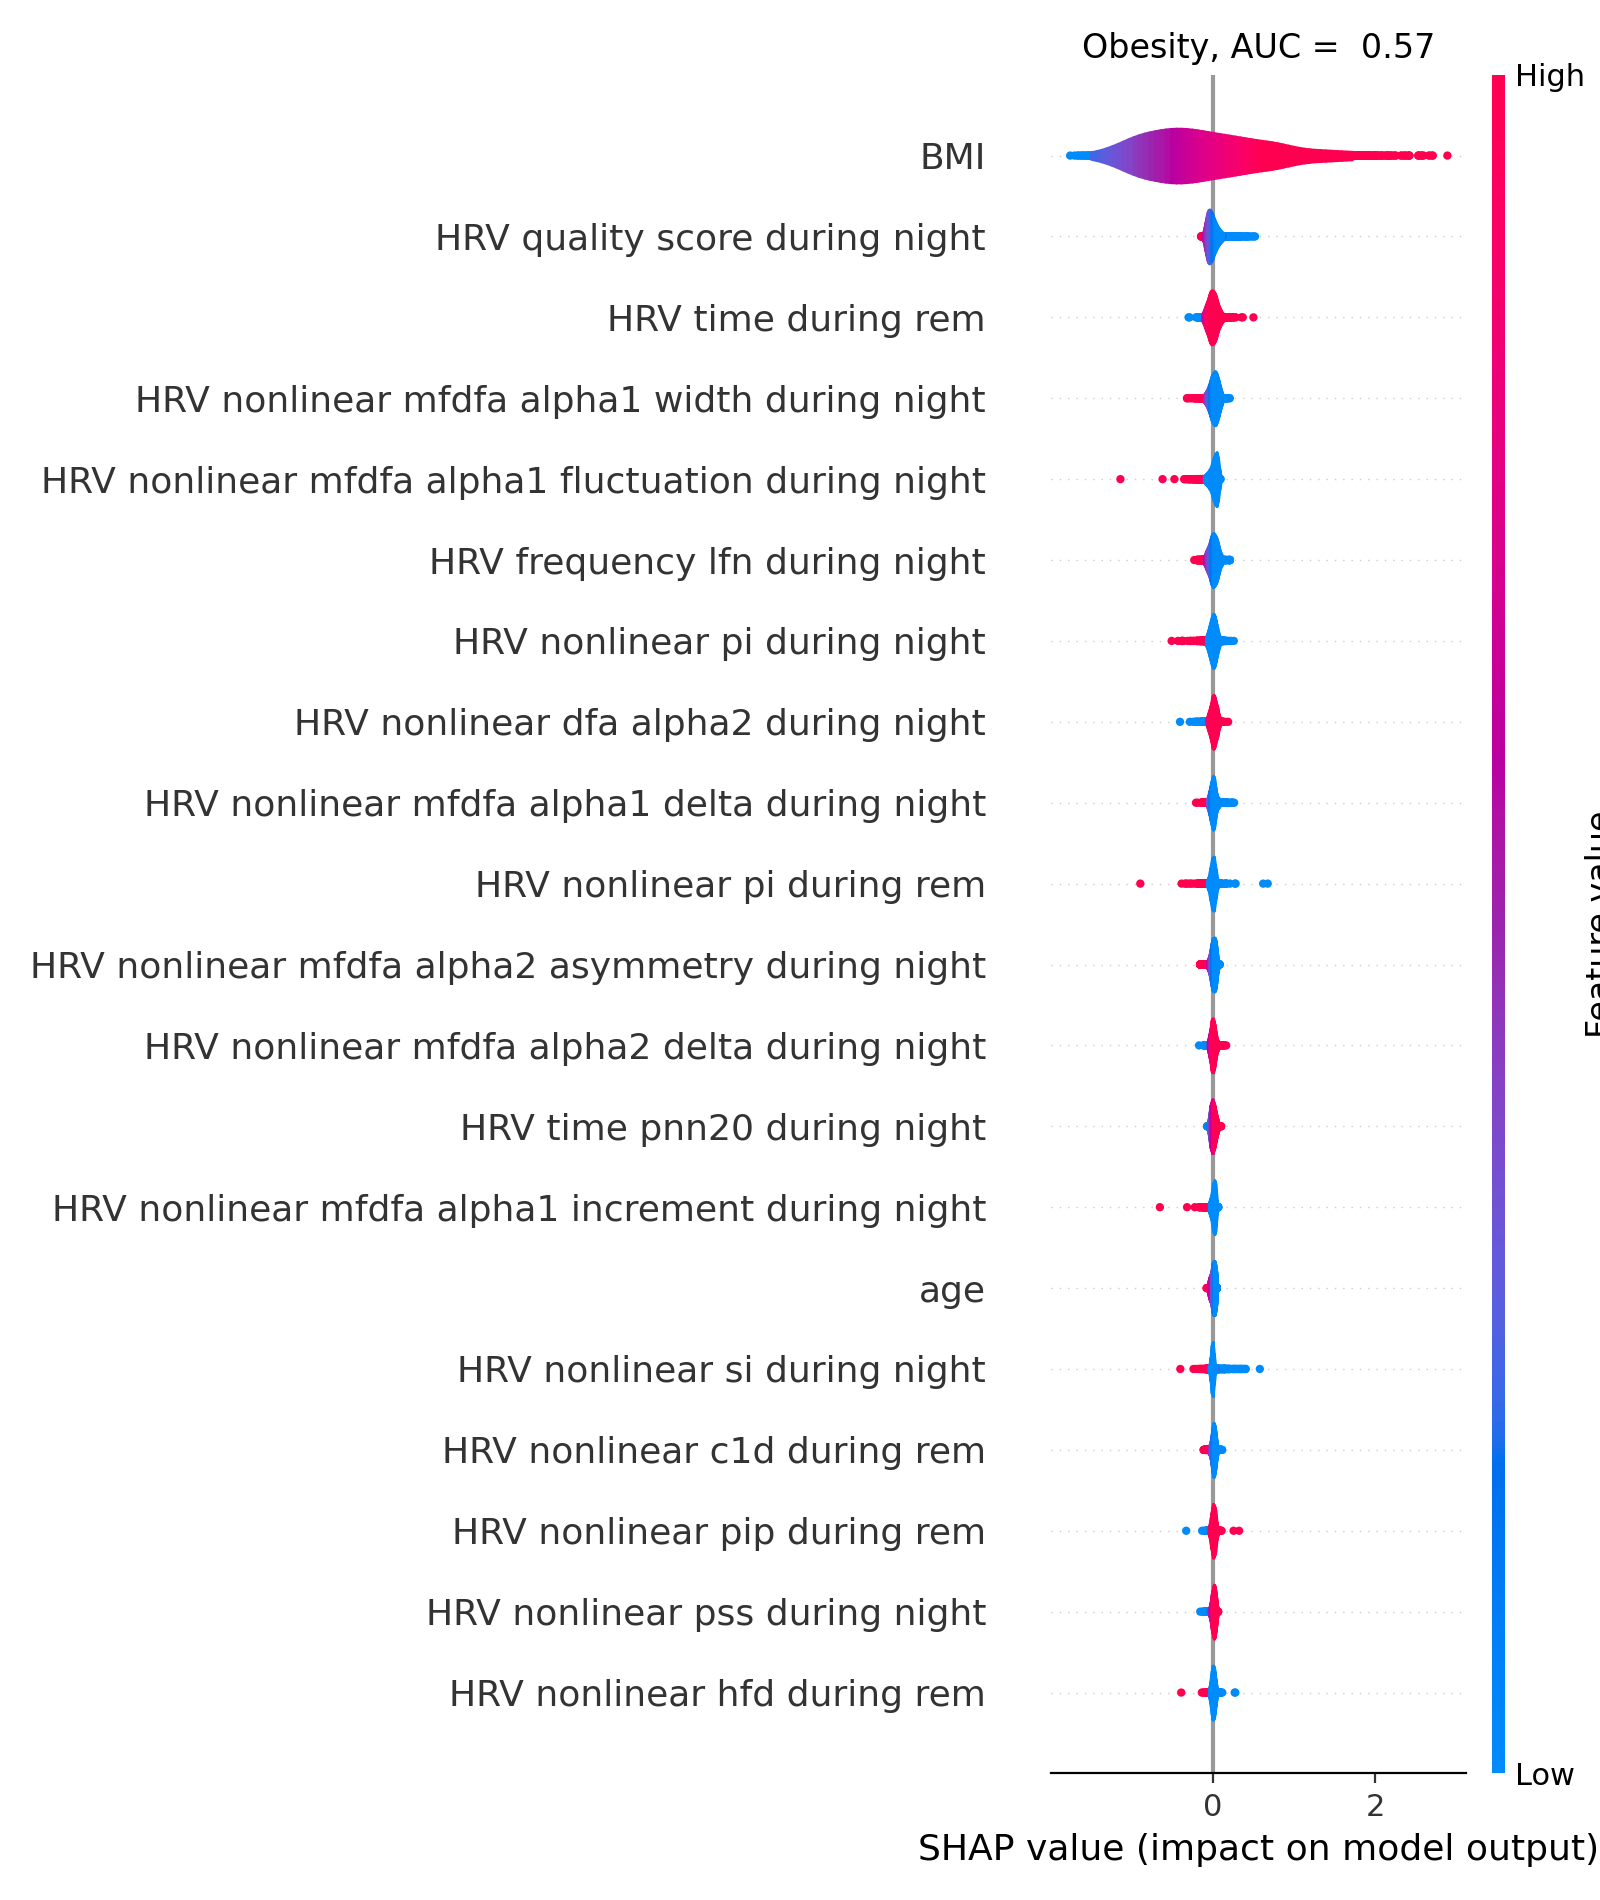 Obesity, AUC =  0.57
High
BMI
HRV quality score during night
HRV time during rem
HRV nonlinear mfdfa alpha1 width during night
HRV nonlinear mfdfa alpha1 fluctuation during night
HRV frequency lfn during night
HRV nonlinear pi during night
HRV nonlinear dfa alpha2 during night
HRV nonlinear mfdfa alpha1 delta during night
HRV nonlinear pi during rem
HRV nonlinear mfdfa alpha2 asymmetry during night
HRV nonlinear mfdfa alpha2 delta during night
HRV time pnn20 during night
HRV nonlinear mfdfa alpha1 increment during night
age
HRV nonlinear si during night
HRV nonlinear c1d during rem
HRV nonlinear pip during rem
HRV nonlinear pss during night
HRV nonlinear hfd during rem
Feature value
Low
0 2
SHAP value (impact on model output)